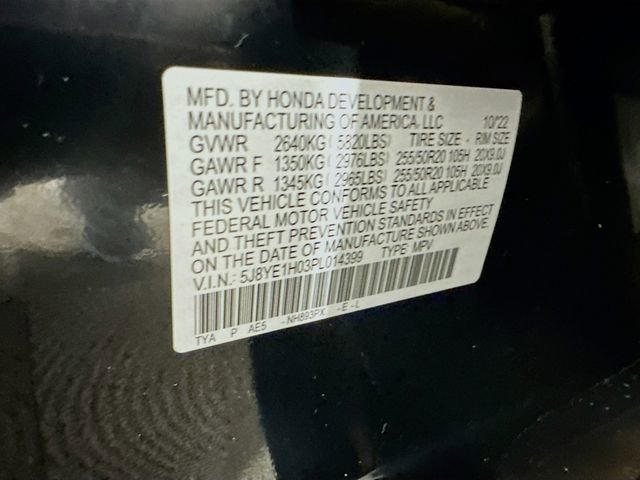 MFD. BY HONDA DEVELOPMENT &
MANUFACTURING OF AMERICA, LLC 10/22
GVWR 2640KG (5820LBS) TIRE SIZE - RIM SIZE
GAWR F 1350KG (2976LBS) 255/50R20 105H 20X9.0J
GAWR R 1345KG (2965LBS) 255/50R20 105H 20X9.0J
THIS VEHICLE CONFORMS TO ALL APPLICABLE
FEDERAL MOTOR VEHICLE SAFETY
AND THEFT PREVENTION STANDARDS IN EFFECT
ON THE DATE OF MANUFACTURE SHOWN ABOVE.
V.I.N.: 5J8YE1H03PL014399 TYPE: MPV
TYA P AE5 -NH893PX -E-L